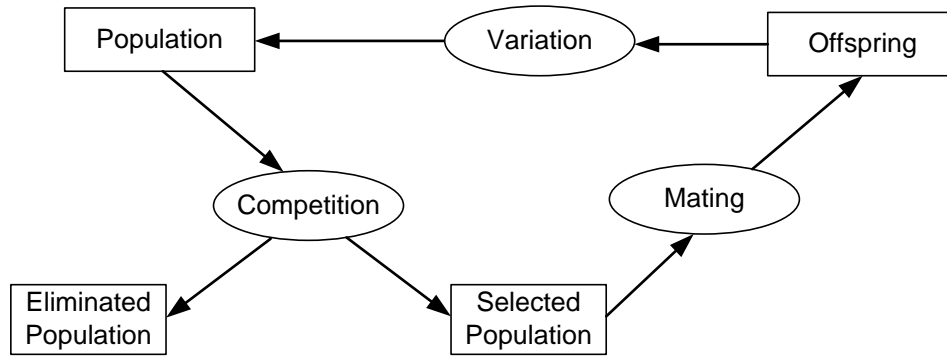 Population
Variation
Offspring
Competition
Mating
Eliminated
Population
Selected
Population